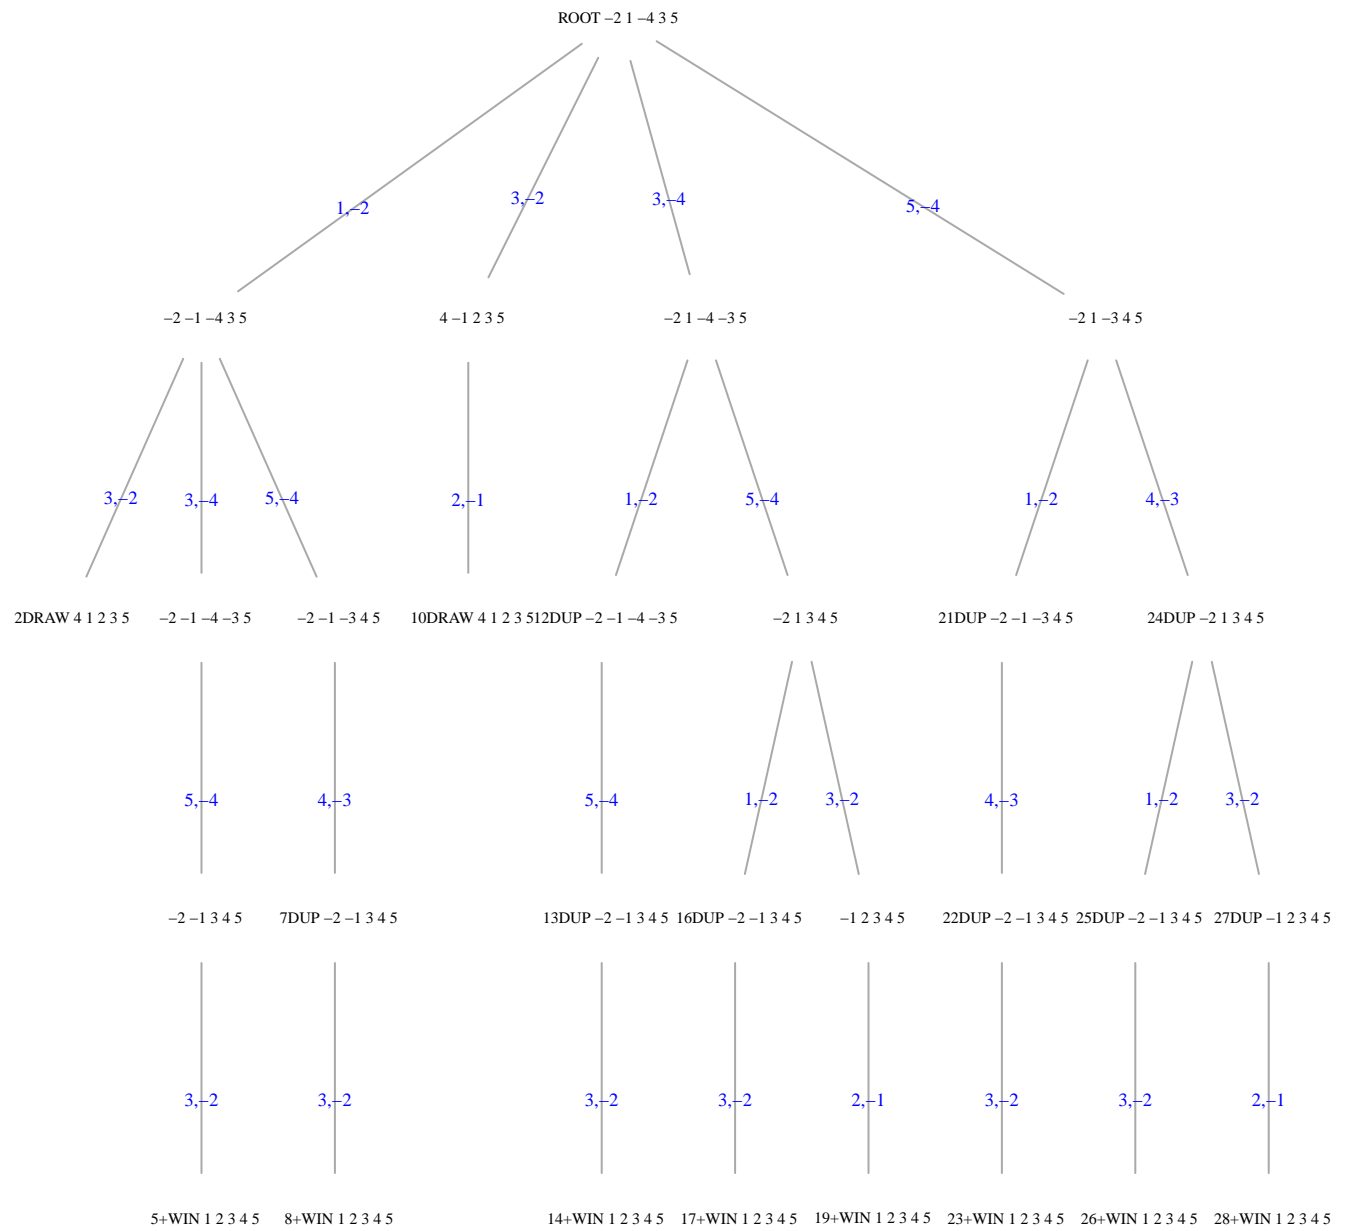 ROOT −2 1 −4 3 5
1,−2 3,−2 3,−4 5,−4
−2 −1 −4 3 5 4 −1 2 3 5 −2 1 −4 −3 5 −2 1 −3 4 5
3,−2 3,−4 5,−4 2,−1 1,−2 5,−4 1,−2 4,−3
2DRAW 4 1 2 3 5 −2 −1 −4 −3 5 −2 −1 −3 4 5 10DRAW 4 1 2 3 512DUP −2 −1 −4 −3 5 −2 1 3 4 5 21DUP −2 −1 −3 4 5 24DUP −2 1 3 4 5
5,−4 4,−3 5,−4 1,−2 3,−2 4,−3 1,−2 3,−2
−2 −1 3 4 5 7DUP −2 −1 3 4 5 13DUP −2 −1 3 4 5 16DUP −2 −1 3 4 5 −1 2 3 4 5 22DUP −2 −1 3 4 5 25DUP −2 −1 3 4 5 27DUP −1 2 3 4 5
3,−2 3,−2 3,−2 3,−2 2,−1 3,−2 3,−2 2,−1
5+WIN 1 2 3 4 5 8+WIN 1 2 3 4 5 14+WIN 1 2 3 4 5 17+WIN 1 2 3 4 5 19+WIN 1 2 3 4 5 23+WIN 1 2 3 4 5 26+WIN 1 2 3 4 5 28+WIN 1 2 3 4 5